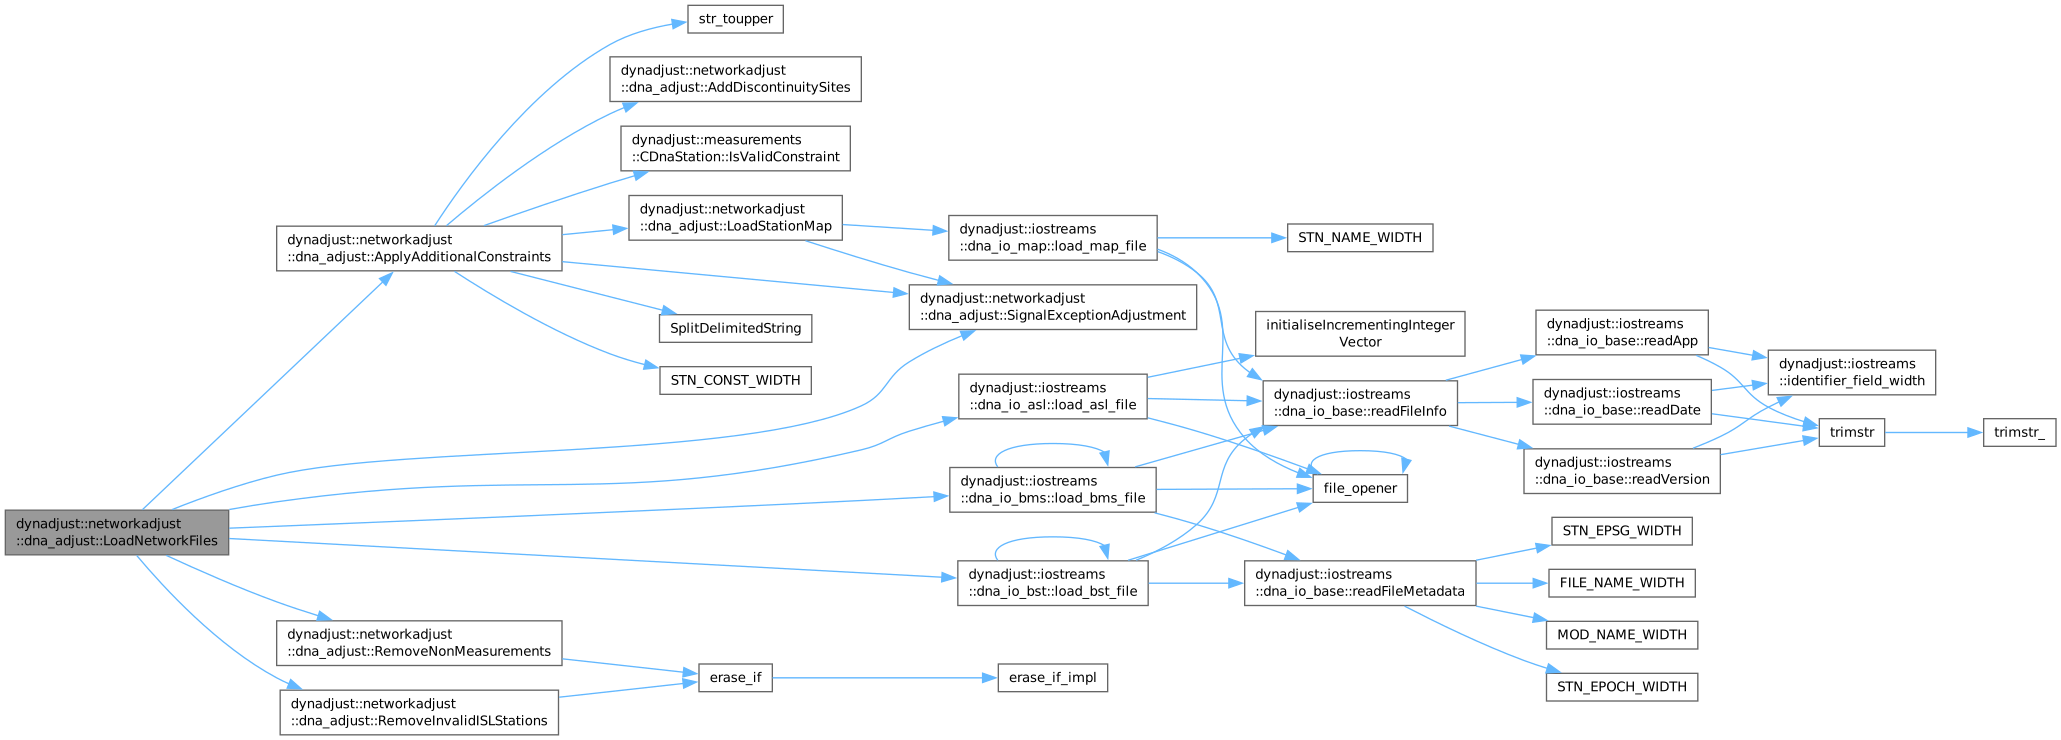 str_toupper
dynadjust::networkadjust
::dna_adjust::AddDiscontinuitySites
dynadjust::measurements
::CDnaStation::IsValidConstraint
dynadjust::networkadjust
::dna_adjust::LoadStationMap
dynadjust::networkadjust
::dna_adjust::ApplyAdditionalConstraints
dynadjust::iostreams
::dna_io_map::load_map_file
STN_NAME_WIDTH
dynadjust::networkadjust
::dna_adjust::SignalExceptionAdjustment
SplitDelimitedString
STN_CONST_WIDTH
initialiseIncrementingInteger
Vector
dynadjust::iostreams
::dna_io_base::readApp
dynadjust::iostreams
::identifier_field_width
dynadjust::iostreams
::dna_io_asl::load_asl_file
dynadjust::iostreams
::dna_io_base::readFileInfo
dynadjust::iostreams
::dna_io_base::readDate
trimstr
trimstr_
dynadjust::iostreams
::dna_io_base::readVersion
dynadjust::iostreams
::dna_io_bms::load_bms_file
file_opener
dynadjust::networkadjust
::dna_adjust::LoadNetworkFiles
STN_EPSG_WIDTH
dynadjust::iostreams
::dna_io_bst::load_bst_file
dynadjust::iostreams
::dna_io_base::readFileMetadata
FILE_NAME_WIDTH
MOD_NAME_WIDTH
STN_EPOCH_WIDTH
dynadjust::networkadjust
::dna_adjust::RemoveNonMeasurements
erase_if
erase_if_impl
dynadjust::networkadjust
::dna_adjust::RemoveInvalidISLStations